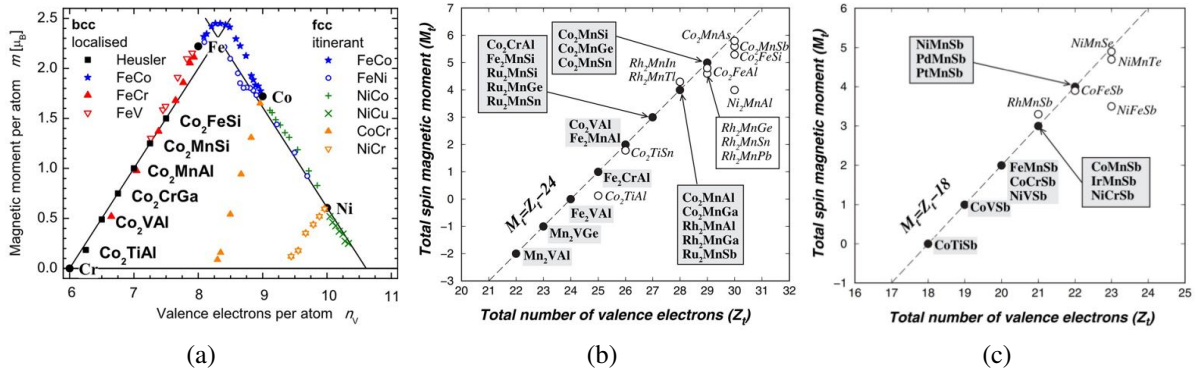 bcc
localised
fcc
itinerant
Heusler
FeCo
FeCr
FeV
FeCo
FeNi
NiCo
NiCu
CoCr
NiCr
Fe
Co
Ni
Cr
Co2FeSi
Co2MnSi
Co2MnAl
Co2CrGa
Co2VAl
Co2TiAl
Magnetic moment per atom m [μB]
2.5
2.0
1.5
1.0
0.5
0.0
6 7 8 9 10 11
Valence electrons per atom nV
(a)
Total spin magnetic moment (Mt)
7
6
5
4
3
2
1
0
−1
−2
−3
Co2CrAl
Fe2MnSi
Ru2MnSi
Ru2MnGe
Ru2MnSn
Co2MnSi
Co2MnGe
Co2MnSn
Co2MnAs
Co2MnSb
Co2FeSi
Rh2MnIn
Rh2MnTl
Co2FeAl
Ni2MnAl
Rh2MnGe
Rh2MnSn
Rh2MnPb
Co2VAl
Fe2MnAl
Co2TiSn
Fe2CrAl
Co2TiAl
Fe2VAl
Mn2VGe
Mn2VAl
Co2MnAl
Co2MnGa
Rh2MnAl
Rh2MnGa
Ru2MnSb
Mt=Zt-24
20 21 22 23 24 25 26 27 28 29 30 31 32
Total number of valence electrons (Zt)
(b)
Total spin magnetic moment (Mt)
6
5
4
3
2
1
0
−1
NiMnSb
PdMnSb
PtMnSb
NiMnSe
NiMnTe
CoFeSb
NiFeSb
RhMnSb
FeMnSb
CoCrSb
NiVSb
CoMnSb
IrMnSb
NiCrSb
CoVSb
CoTiSb
Mt=Zt-18
16 17 18 19 20 21 22 23 24 25
Total number of valence electrons (Zt)
(c)